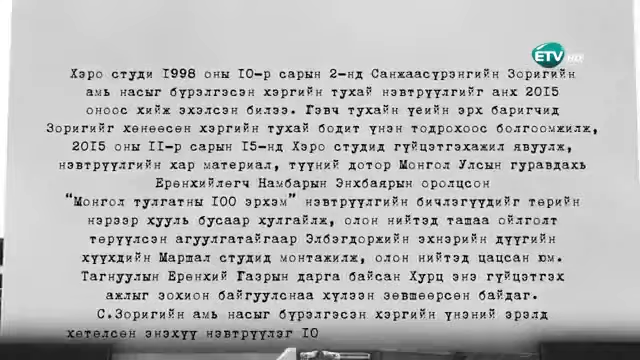 ETV HD
Хэро студи 1998 оны 10-р сарын 2-нд Санжаасүрэнгийн Зоригийн
амь насыг бүрэлгэсэн хэргийн тухай нэвтрүүлгийг анх 2015
оноос хийж эхэлсэн билээ. Гэвч тухайн үеийн эрх баригчид
Зоригийг хөнөөсөн хэргийн тухай бодит үнэн тодрохоос болгоомжилж,
2015 оны 11-р сарын 15-нд Хэро студид гүйцэтгэхажил явуулж,
нэвтрүүлгийн хар материал, түүний дотор Монгол Улсын гуравдахь
Ерөнхийлөгч Намбарын Энхбаярын оролцсон
"Монгол тулгатны 100 эрхэм" нэвтрүүлгийн бичлэгүүдийг төрийн
нэрээр хууль бусаар хулгайлж, олон нийтэд ташаа ойлголт
төрүүлсэн агуулгатайгаар Элбэгдоржийн эхнэрийн дүүгийн
хүүхдийн Маршал студид монтажилж, олон нийтэд цацсан юм.
Тагнуулын Ерөнхий Газрын дарга байсан Хурц энэ гүйцэтгэх
ажлыг зохион байгуулснаа хүлээн зөвшөөрсөн байдаг.
С.Зоригийн амь насыг бүрэлгэсэн хэргийн үнэний эрэлд
хөтөлсөн энэхүү нэвтрүүлэг 10